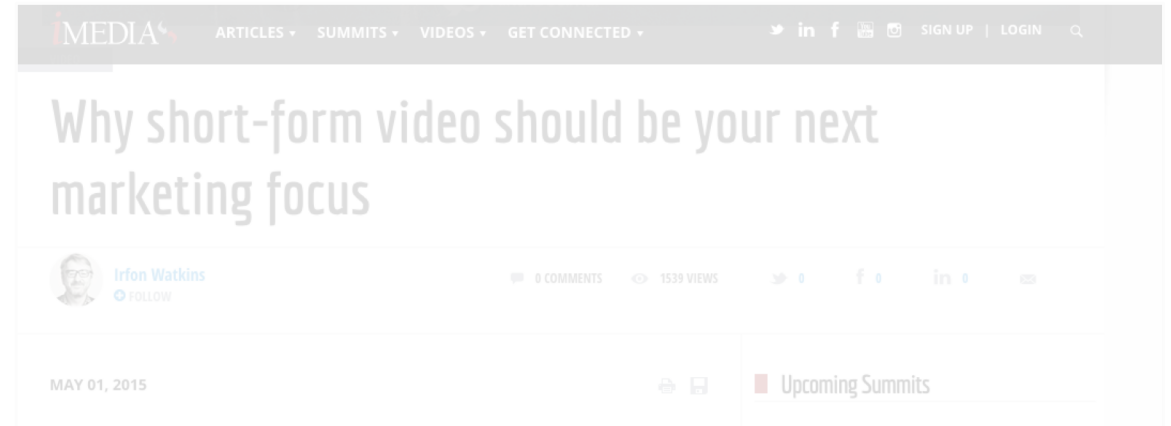 iMEDIA ARTICLES ▾ SUMMITS ▾ VIDEOS ▾ GET CONNECTED ▾ SIGN UP | LOGIN
Why short-form video should be your next
marketing focus
Irfon Watkins
FOLLOW
0 COMMENTS 1539 VIEWS 0 0 0
MAY 01, 2015
Upcoming Summits